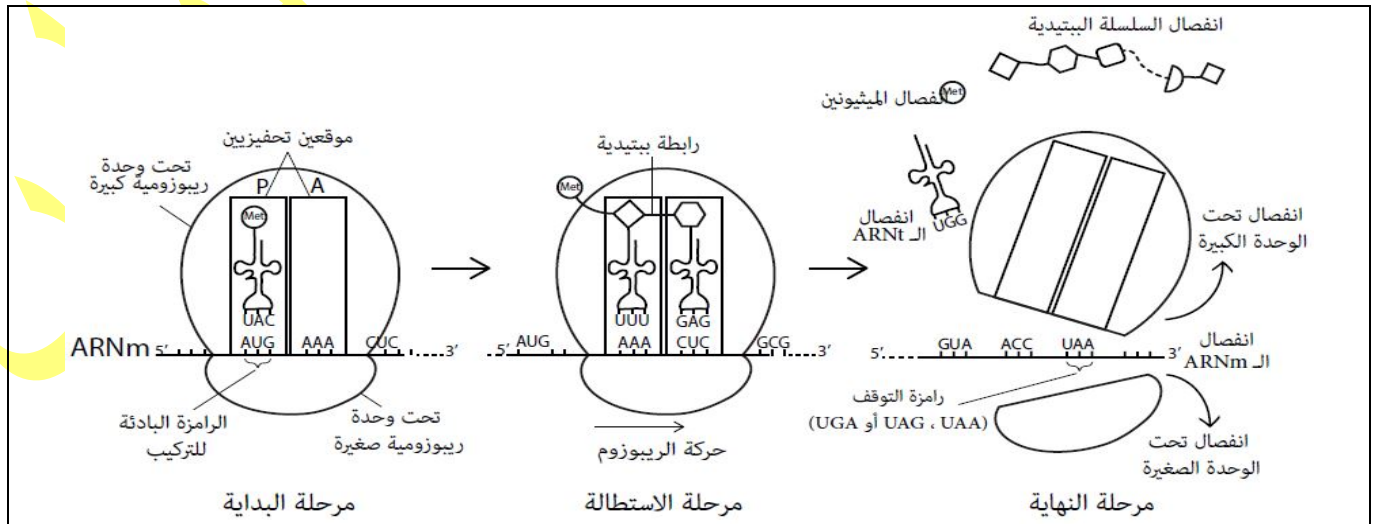 موقعين تحفيزيين
تحت وحدة
ريبوزومية كبيرة
P A
Met
UAC
AUG AAA CUC
ARNm 5′ 3′
الرامزة البادئة
للتركيب
تحت وحدة
ريبوزومية صغيرة
مرحلة البداية
رابطة ببتيدية
Met
UUU GAG
AUG AAA CUC GCG
5′ 3′
حركة الريبوزوم
مرحلة الاستطالة
انفصال السلسلة الببتيدية
انفصال الميثيونين
Met
انفصال
الـ ARNt
UGG
انفصال تحت
الوحدة الكبيرة
GUA ACC UAA
5′ 3′
انفصال
الـ ARNm
رامزة التوقف
(UAA ، UAG أو UGA)
انفصال تحت
الوحدة الصغيرة
مرحلة النهاية